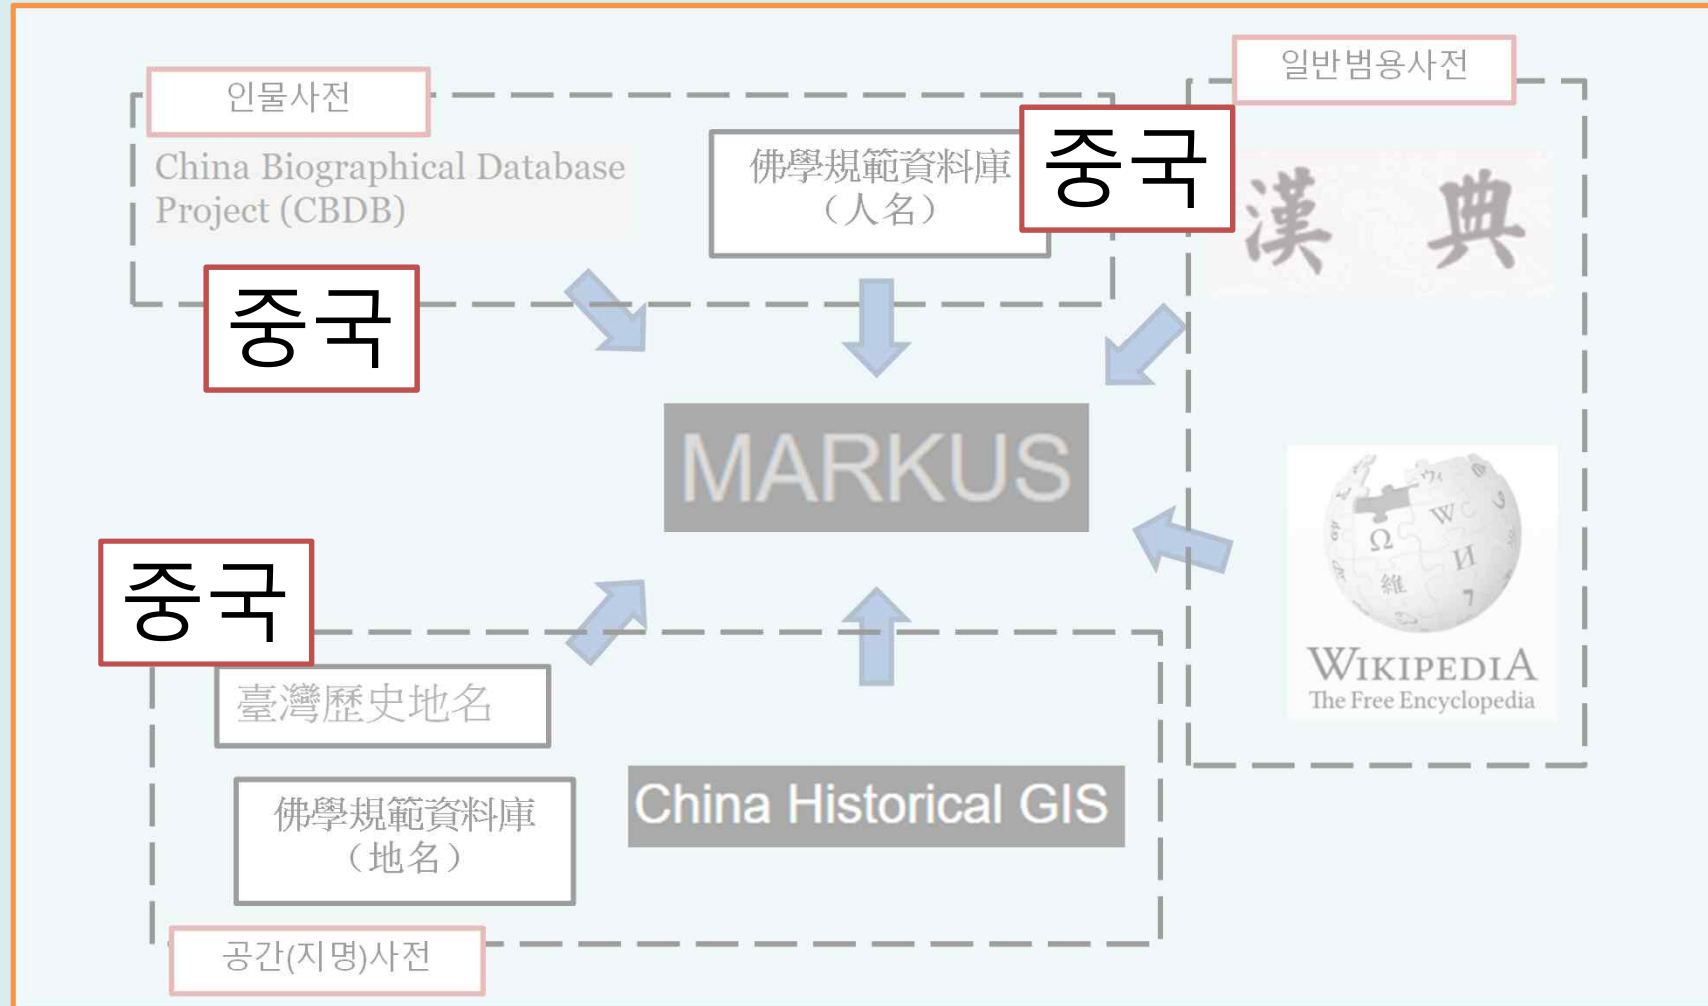 인물사전
일반범용사전
China Biographical Database
Project (CBDB)
佛學規範資料庫
（人名）
중국
漢 典
중국
MARKUS
WIKIPEDIA
The Free Encyclopedia
중국
臺灣歷史地名
佛學規範資料庫
（地名）
China Historical GIS
공간(지명)사전
Ω
W
И
維
7